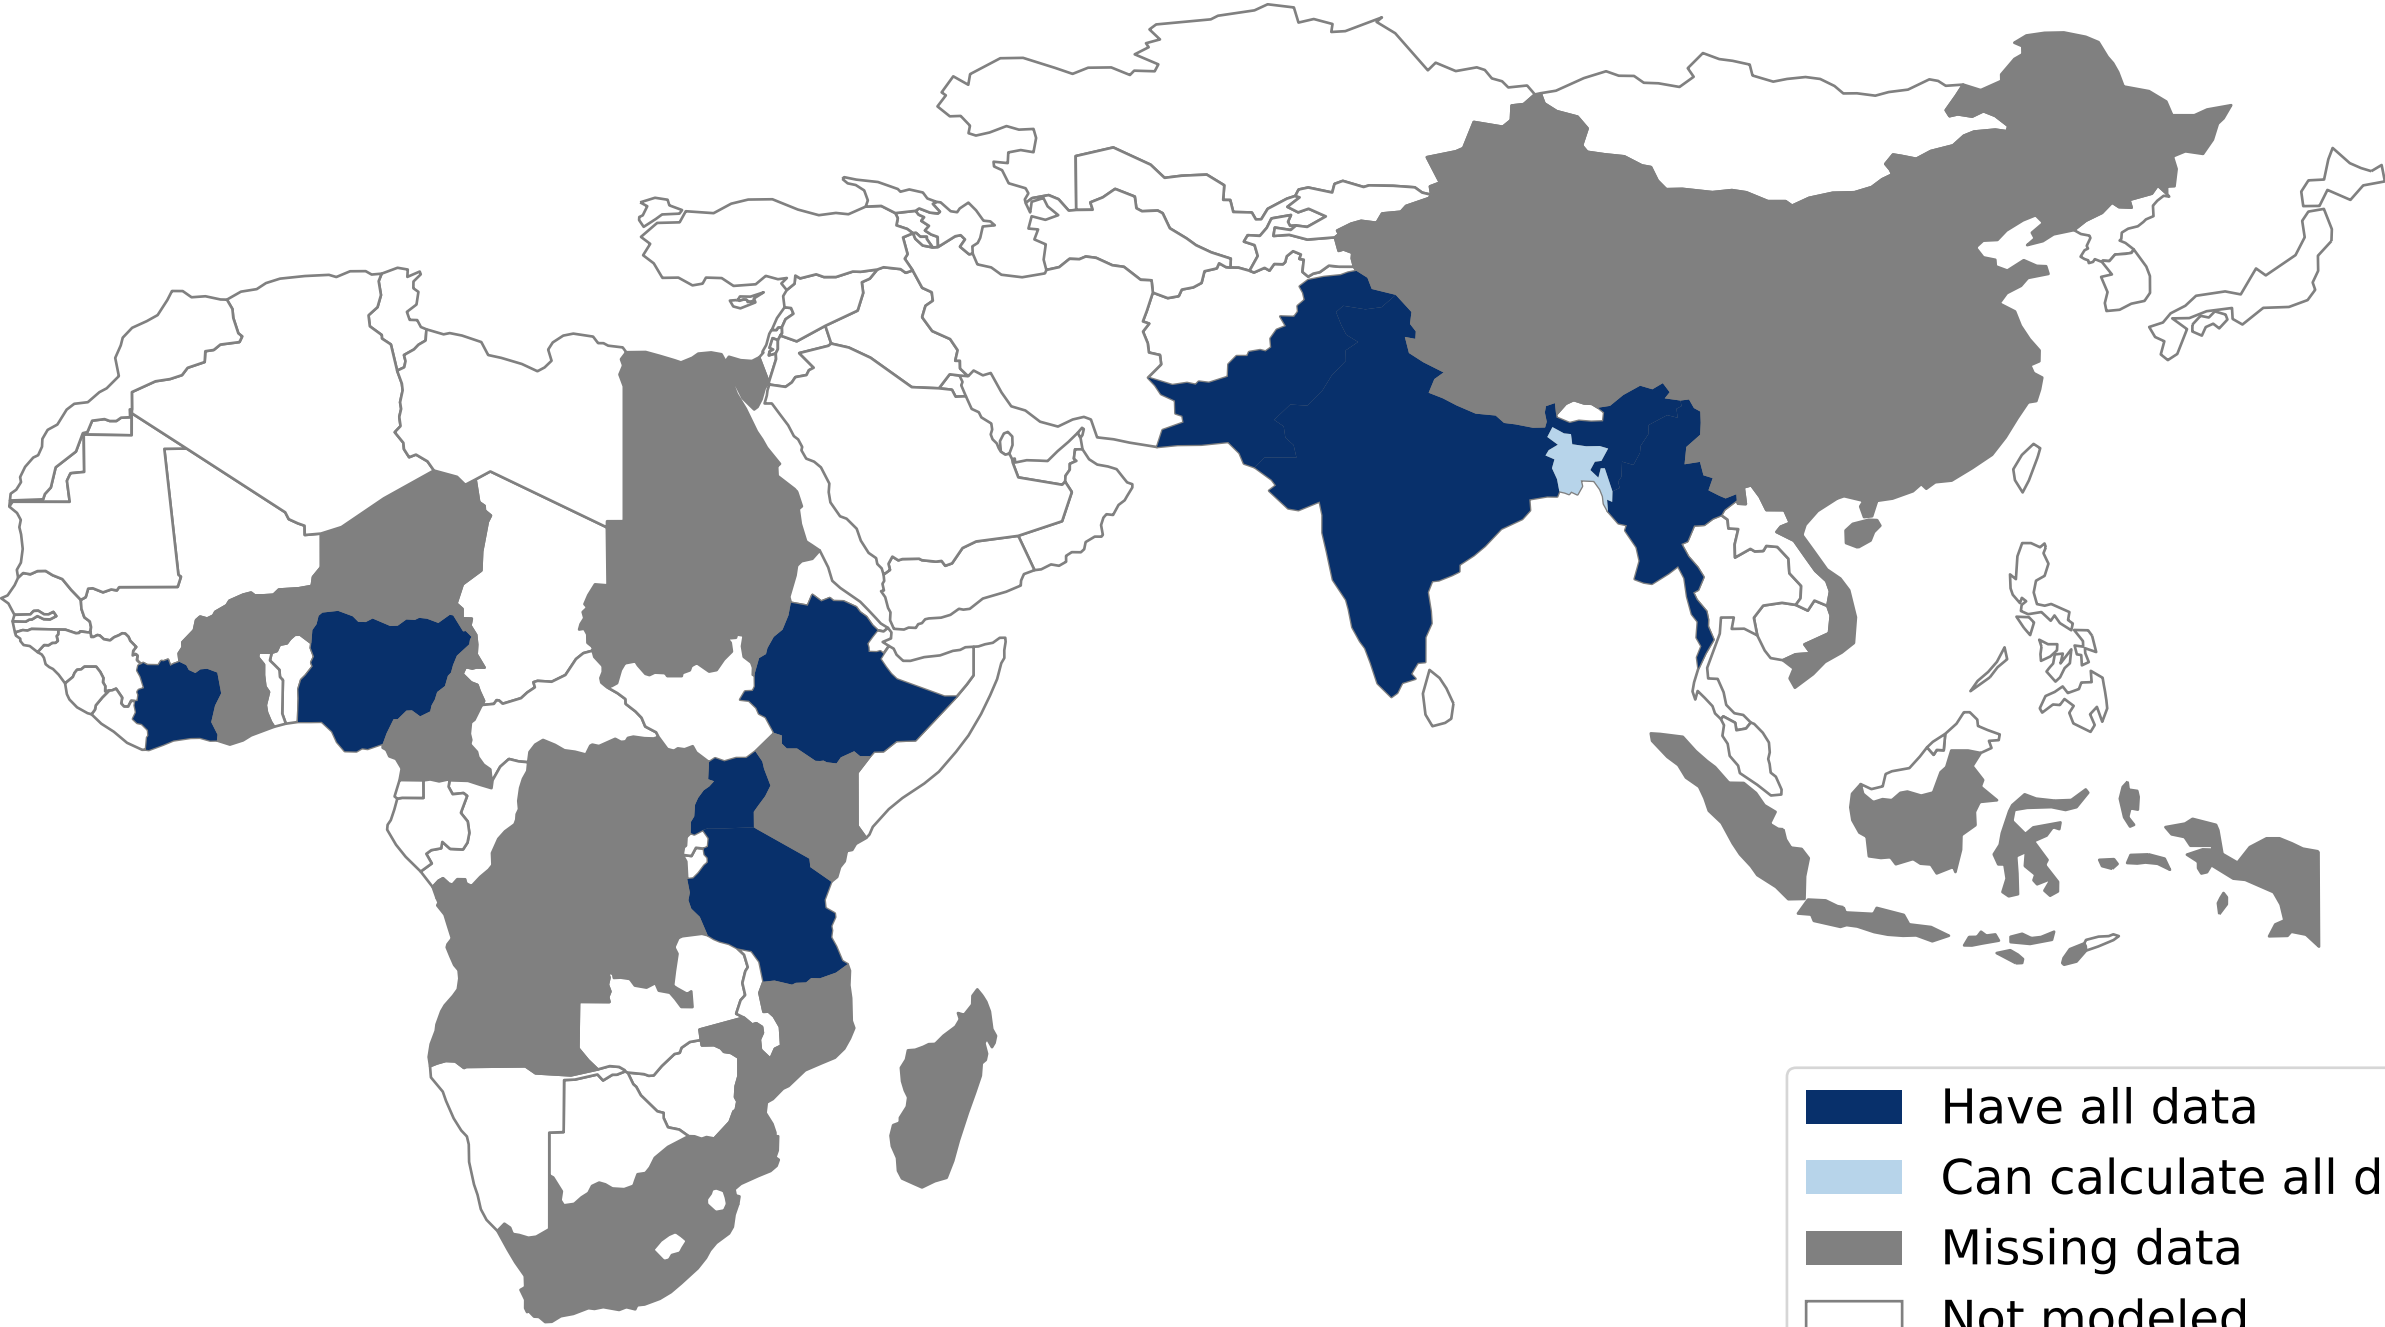 Have all data
Can calculate all d
Missing data
Not modeled